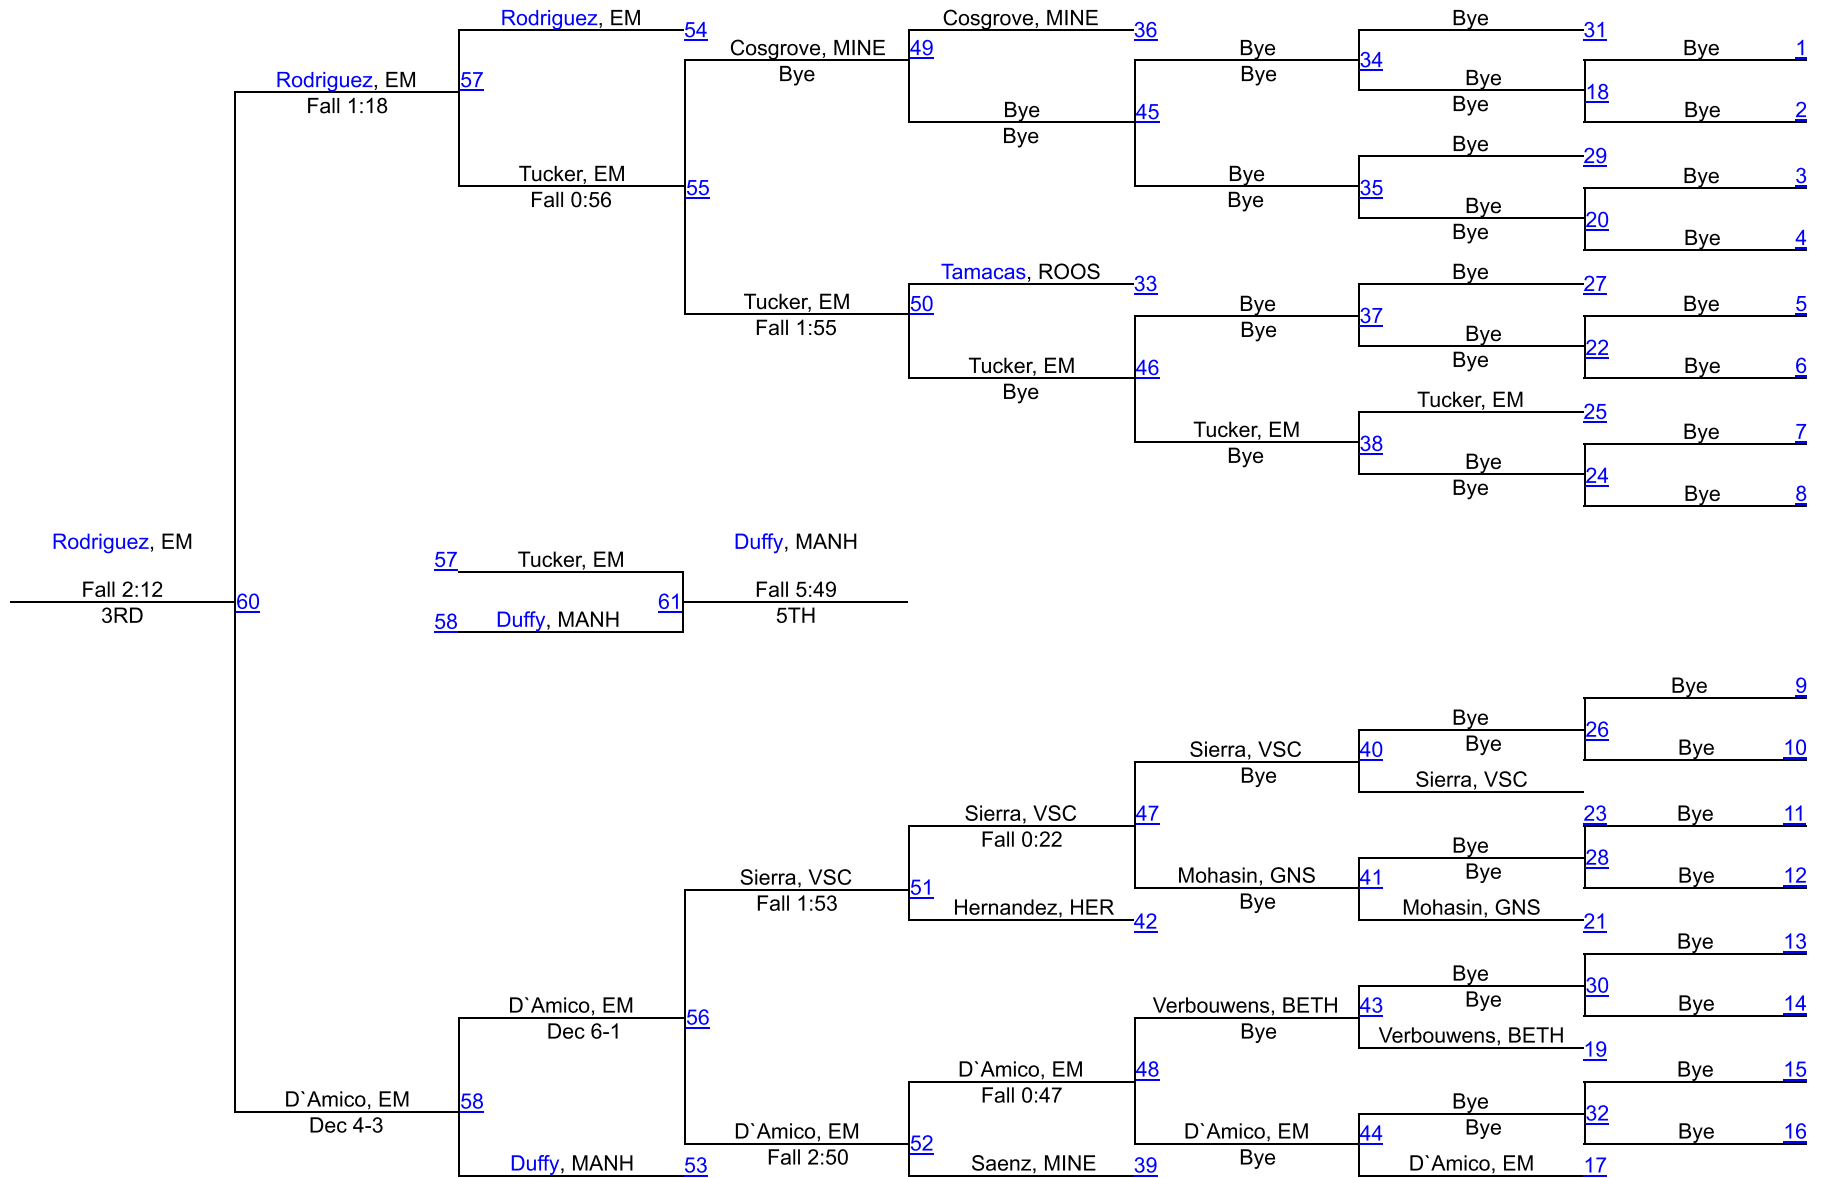 Rodriguez, EM
54
Cosgrove, MINE
36
Bye
31
Cosgrove, MINE
49
Bye
Bye
1
Bye
34
Bye
Rodriguez, EM
57
Bye
18
Fall 1:18
Bye
Bye
2
Bye
45
Bye
Bye
29
Bye
3
Tucker, EM
55
Bye
35
Fall 0:56
Bye
Bye
20
Bye
Bye
4
Tamacas, ROOS
33
Bye
27
Tucker, EM
50
Bye
Bye
5
Fall 1:55
Bye
37
Bye
22
Bye
Tucker, EM
46
Bye
6
Bye
Tucker, EM
25
Tucker, EM
38
Bye
7
Bye
Bye
24
Bye
Bye
8
Rodriguez, EM
Duffy, MANH
57
Tucker, EM
Fall 2:12
60
61
Fall 5:49
3RD
58
Duffy, MANH
5TH
Bye
9
Bye
26
Sierra, VSC
40
Bye
Bye
10
Bye
Sierra, VSC
Sierra, VSC
47
23
Bye
11
Fall 0:22
Bye
28
Sierra, VSC
51
Mohasin, GNS
41
Bye
Bye
12
Fall 1:53
Hernandez, HER
42
Bye
Mohasin, GNS
21
Bye
13
Bye
30
D`Amico, EM
56
Verbouwens, BETH
43
Bye
Bye
14
Dec 6-1
Bye
Verbouwens, BETH
19
D`Amico, EM
48
Bye
15
D`Amico, EM
58
Fall 0:47
Bye
32
Dec 4-3
D`Amico, EM
52
D`Amico, EM
44
Bye
Bye
16
Duffy, MANH
53
Fall 2:50
Saenz, MINE
39
Bye
D`Amico, EM
17